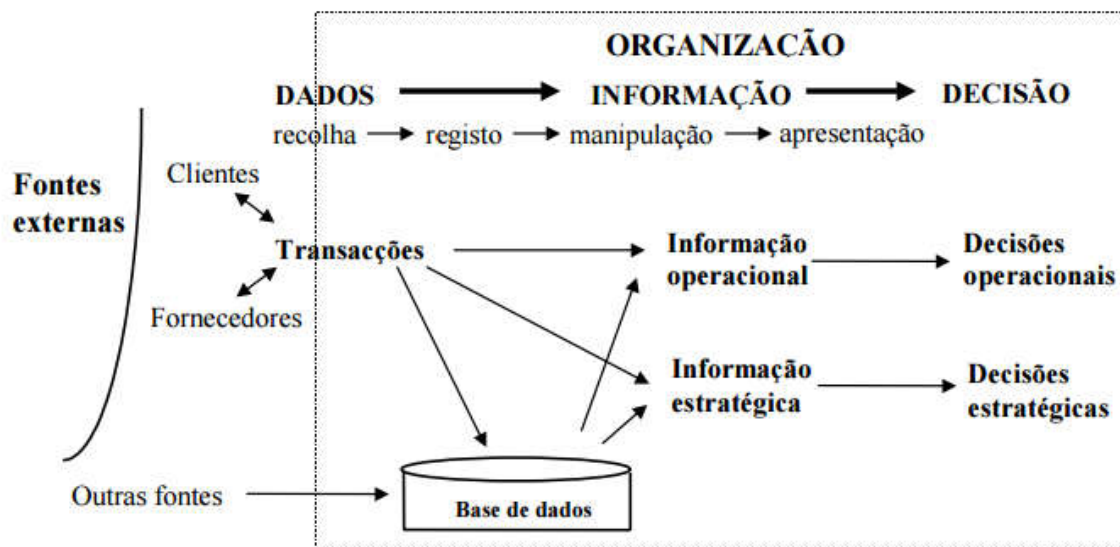 ORGANIZAÇÃO
DADOS INFORMAÇÃO DECISÃO
recolha registo manipulação apresentação
Fontes
externas
Clientes
Transacções
Fornecedores
Informação
operacional
Decisões
operacionais
Informação
estratégica
Decisões
estratégicas
Outras fontes
Base de dados